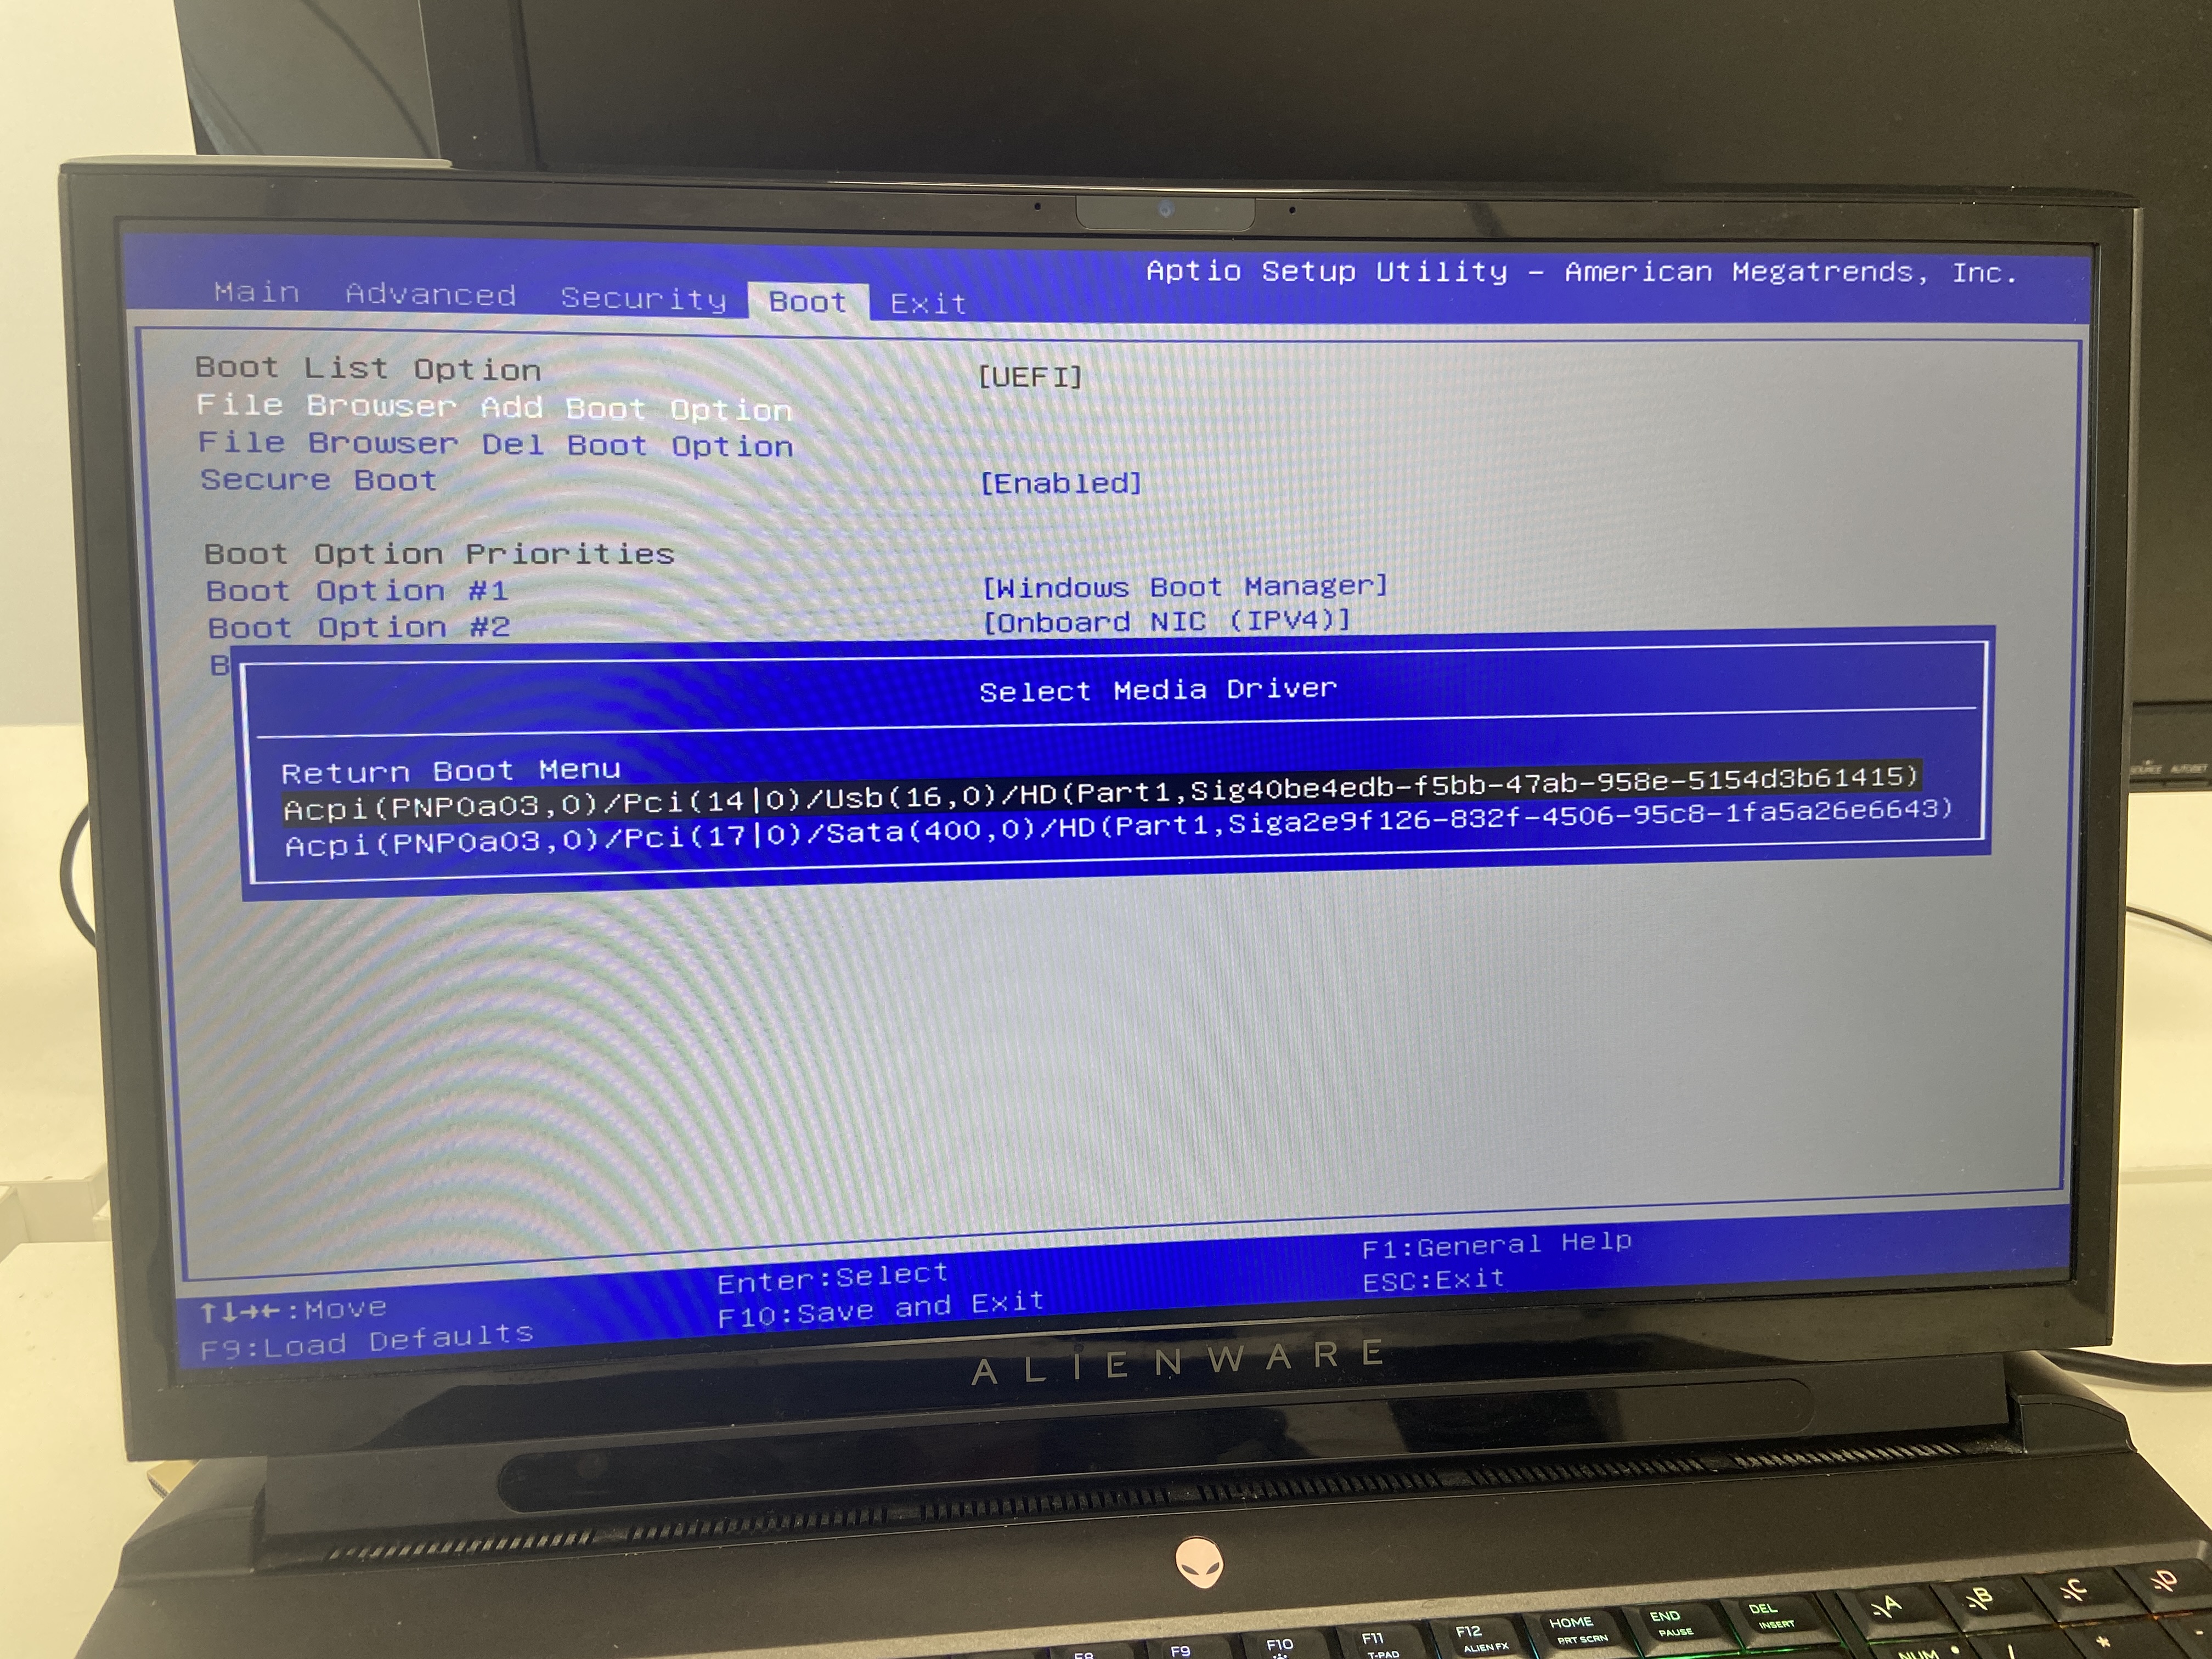 Aptio Setup Utility – American Megatrends, Inc.
Main Advanced Security Boot Exit
Boot List Option [UEFI]
File Browser Add Boot Option
File Browser Del Boot Option
Secure Boot [Enabled]
Boot Option Priorities
Boot Option #1 [Windows Boot Manager]
Boot Option #2 [Onboard NIC (IPV4)]
B
Select Media Driver
Return Boot Menu
Acpi(PNP0a03,0)/Pci(14|0)/Usb(16,0)/HD(Part1,Sig40be4edb-f5bb-47ab-958e-5154d3b61415)
Acpi(PNP0a03,0)/Pci(17|0)/Sata(400,0)/HD(Part1,Siga2e9f126-832f-4506-95c8-1fa5a26e6643)
↑↓→←:Move Enter:Select F1:General Help
F9:Load Defaults F10:Save and Exit ESC:Exit
ALIENWARE
F8 F9 F10 F11 T-PAD F12 ALIEN FX HOME PRT SCRN END PAUSE DEL INSERT A B C D
NUM / * -